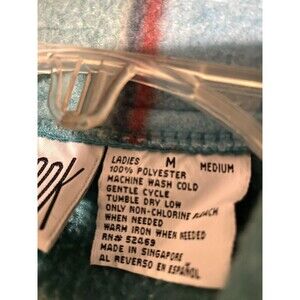 LADIES M MEDIUM
100% POLYESTER
MACHINE WASH COLD
GENTLE CYCLE
TUMBLE DRY LOW
ONLY NON-CHLORINE BLEACH
WHEN NEEDED
WARM IRON WHEN NEEDED
RN# 52469
MADE IN SINGAPORE
AL REVERSO EN ESPAÑOL